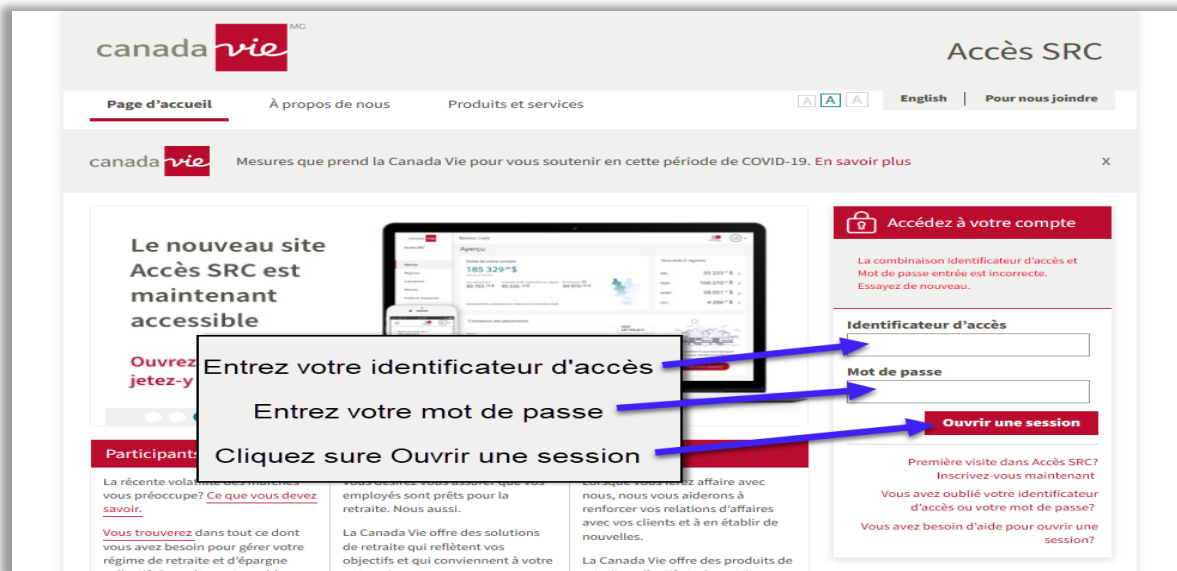 canada vie MC
Accès SRC
Page d'accueil
À propos de nous
Produits et services
A A A
English | Pour nous joindre
canada vie
Mesures que prend la Canada Vie pour vous soutenir en cette période de COVID-19. En savoir plus
X
Le nouveau site
Accès SRC est
maintenant
accessible
Ouvrez
jetez-y
Aperçu
185 329
Accédez à votre compte
La combinaison Identificateur d'accès et
Mot de passe entrée est incorrecte.
Essayez de nouveau.
Identificateur d'accès
Mot de passe
Ouvrir une session
Première visite dans Accès SRC?
Inscrivez-vous maintenant
Vous avez oublié votre identificateur
d'accès ou votre mot de passe?
Vous avez besoin d'aide pour ouvrir une
session?
Entrez votre identificateur d'accès
Entrez votre mot de passe
Cliquez sure Ouvrir une session
Participants
La récente volatilité des marchés
vous préoccupe? Ce que vous devez
savoir.
Vous trouverez dans tout ce dont
vous avez besoin pour gérer votre
régime de retraite et d'épargne
Vous désirez vous assurer que vos
employés sont prêts pour la
retraite. Nous aussi.
La Canada Vie offre des solutions
de retraite qui reflètent vos
objectifs et qui conviennent à votre
Lorsque vous ferez affaire avec
nous, nous vous aiderons à
renforcer vos relations d'affaires
avec vos clients et à en établir de
nouvelles.
La Canada Vie offre des produits de